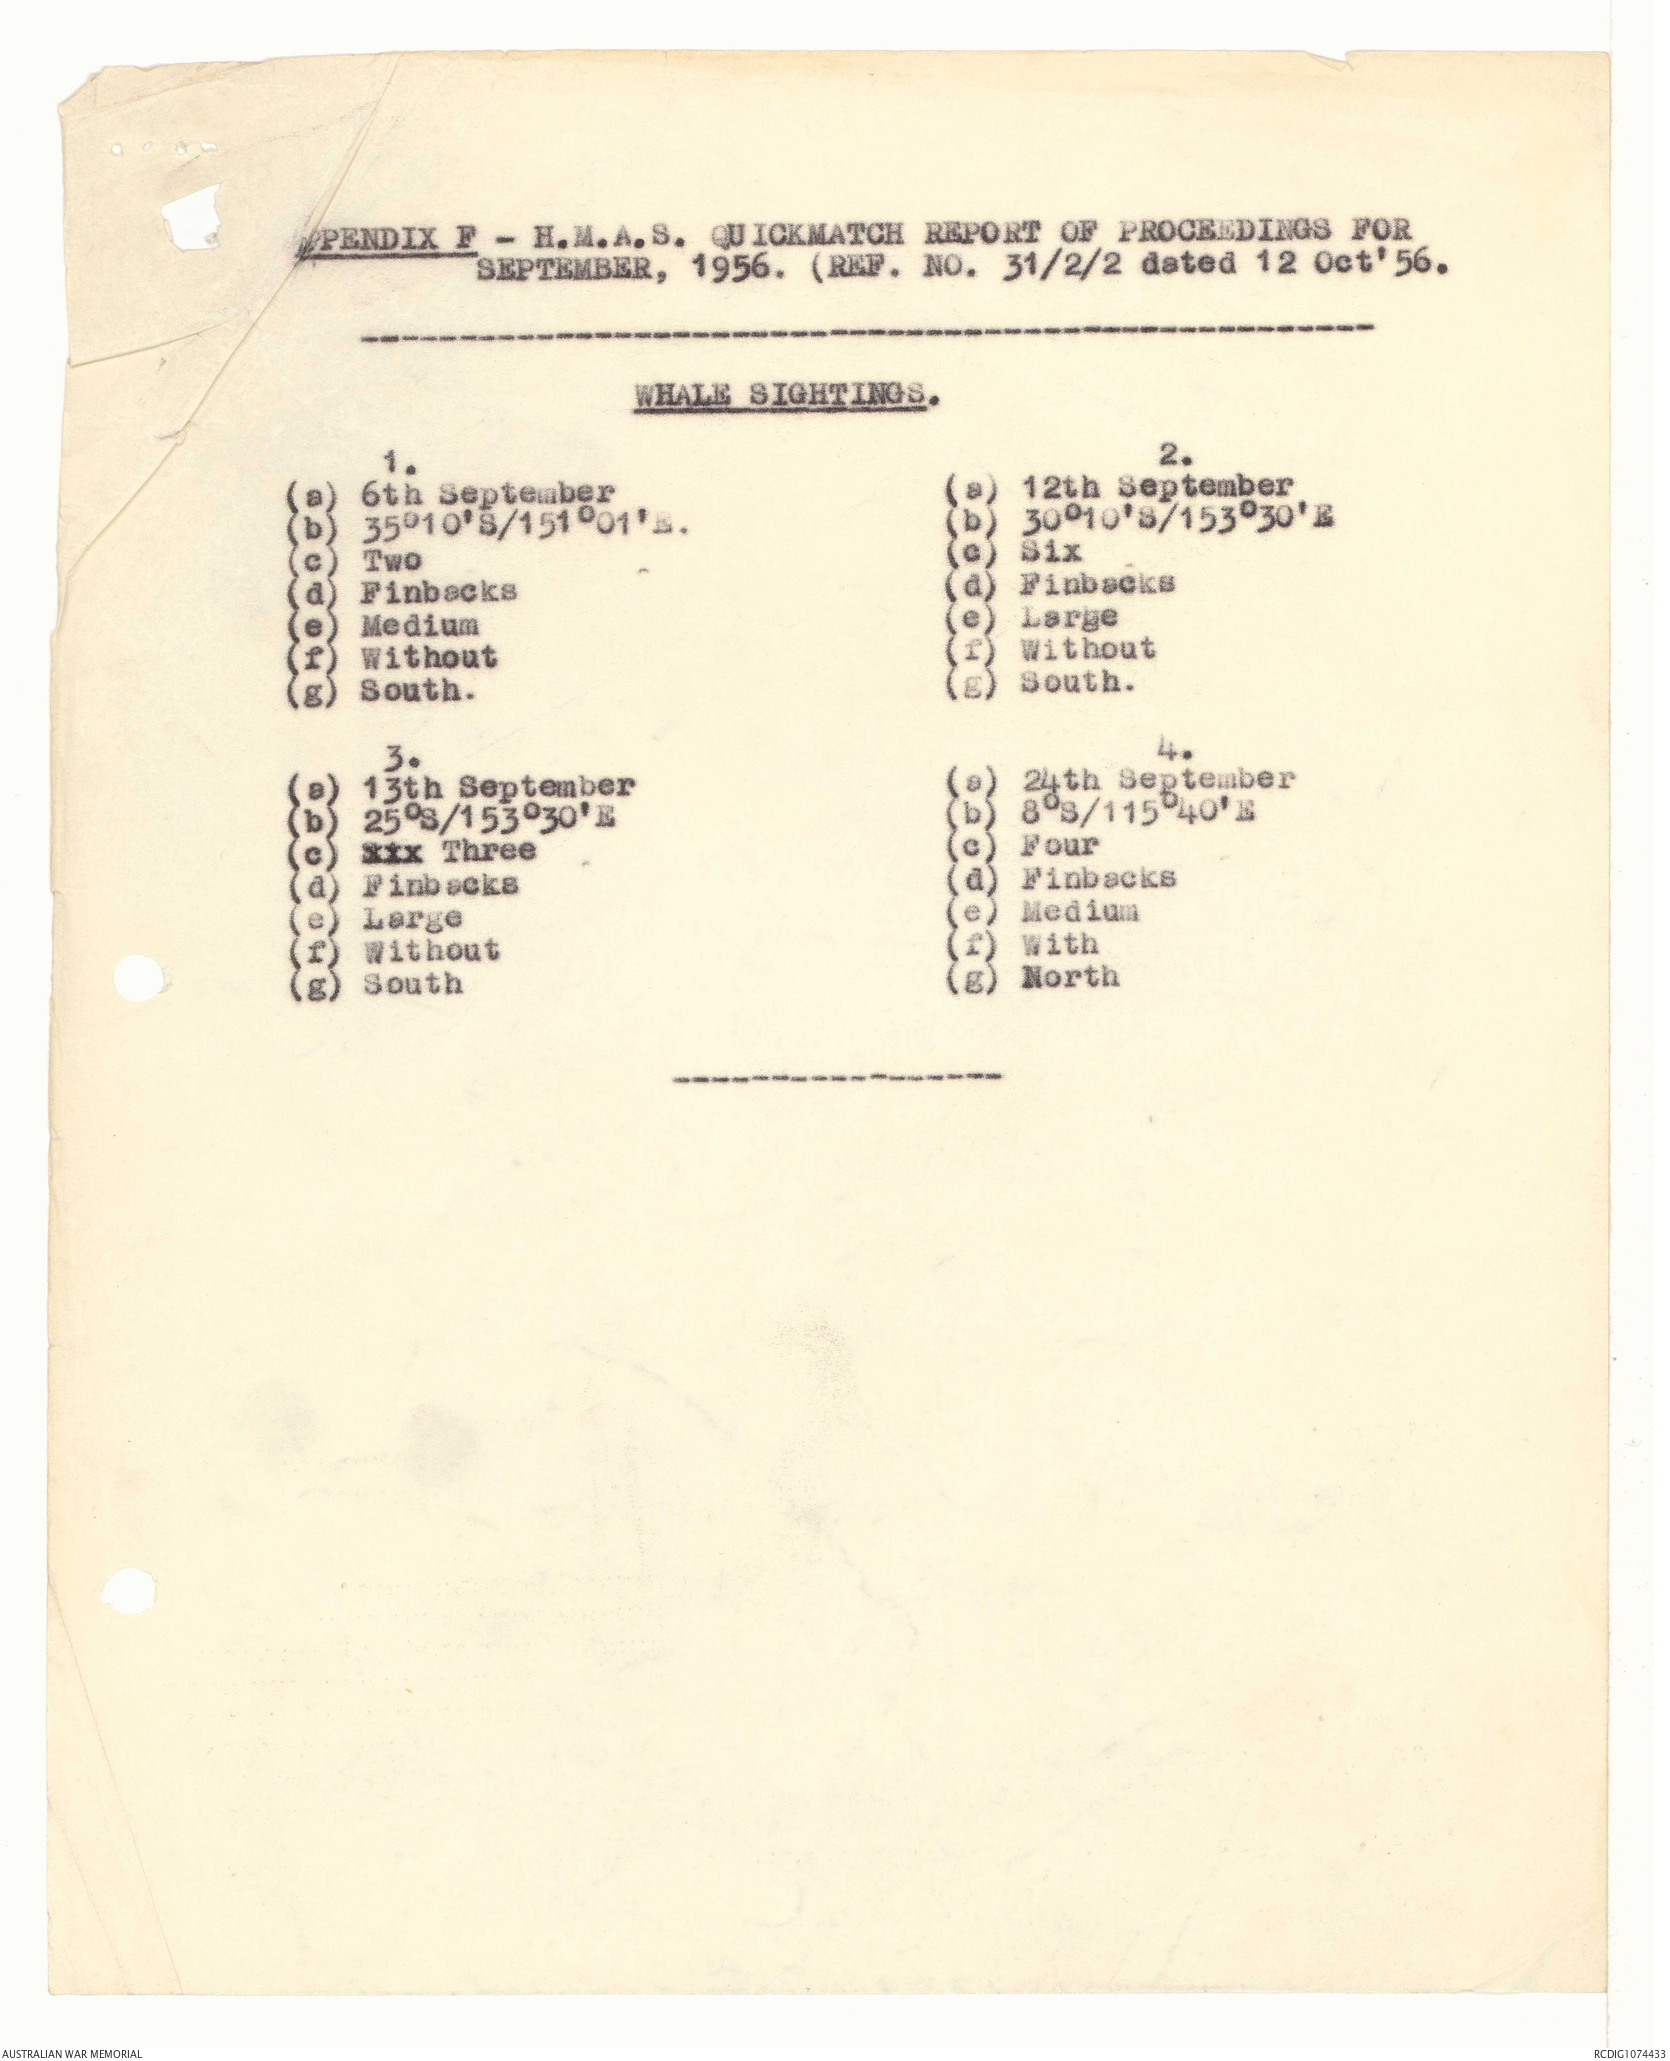 APPENDIX F - H.M.A.S. QUICKMATCH REPORT OF PROCEEDINGS FOR
SEPTEMBER, 1956. (REF. NO. 31/2/2 dated 12 Oct'56.
WHALE SIGHTINGS.
1.
(a) 6th September
(b) 35°10'S/151°01'E.
(c) Two
(d) Finbacks
(e) Medium
(f) Without
(g) South.
2.
(a) 12th September
(b) 30°10'S/153°30'E
(c) Six
(d) Finbacks
(e) Large
(f) Without
(g) South.
3.
(a) 13th September
(b) 25°S/153°30'E
(c) xxx Three
(d) Finbacks
(e) Large
(f) Without
(g) South
4.
(a) 24th September
(b) 8°S/115°40'E
(c) Four
(d) Finbacks
(e) Medium
(f) With
(g) North
AUSTRALIAN WAR MEMORIAL
RCDIG1074433